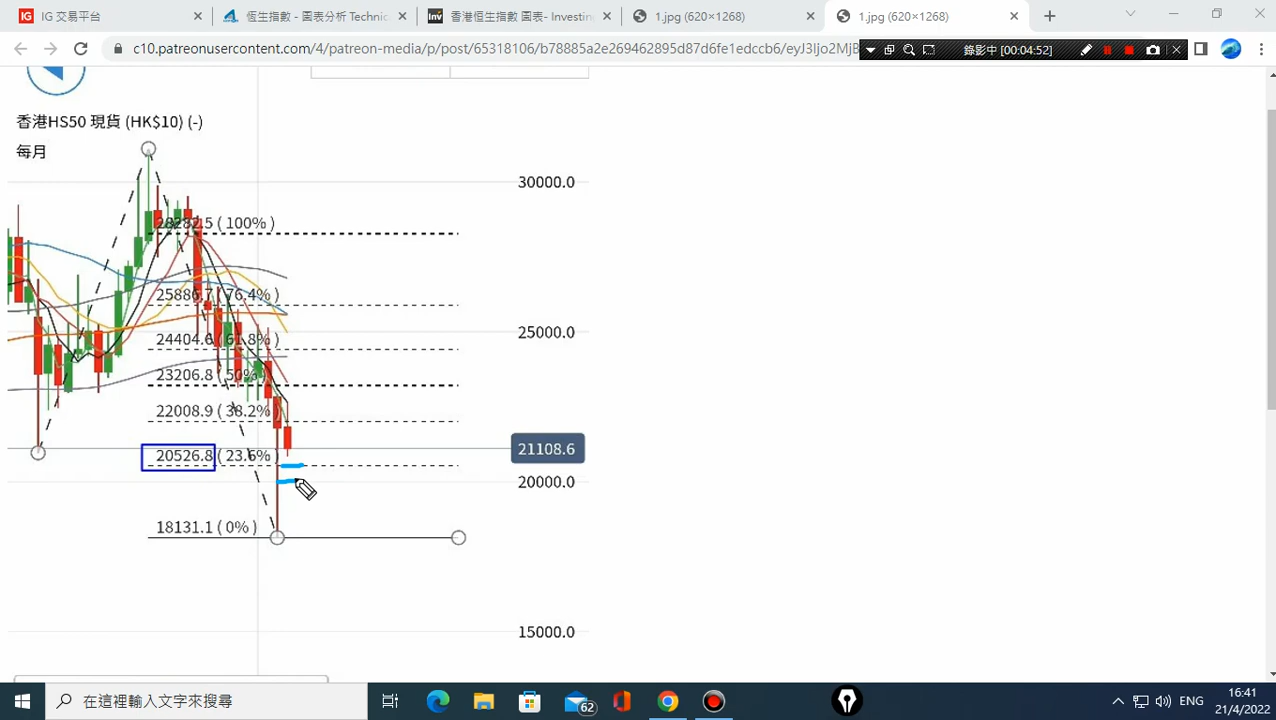 IG 交易平台
恆生指數 - 圖表分析 Technic
香港恒生指數 圖表- Investing
1.jpg (620×1268)
1.jpg (620×1268)
c10.patreonusercontent.com/4/patreon-media/p/post/65318106/b78885a2e269462895d87d6fe1edccb6/eyJ3Ijo2MjB
錄影中 [00:04:52]
香港HS50 現貨 (HK$10) (-)
每月
30000.0
28282.5 ( 100% )
25886.7 ( 76.4% )
25000.0
24404.6 ( 61.8% )
23206.8 ( 50% )
22008.9 ( 38.2% )
21108.6
20526.8 ( 23.6% )
20000.0
18131.1 ( 0% )
15000.0
在這裡輸入文字來搜尋
62
ENG
16:41
21/4/2022